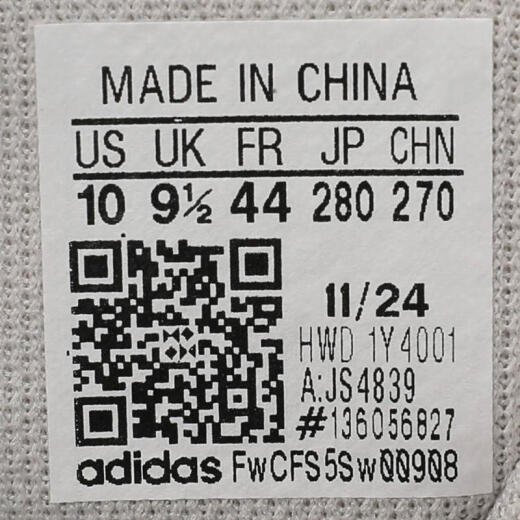 MADE IN CHINA
US UK FR JP CHN
10 9½ 44 280 270
11/24
HWD 1Y4001
A:JS4839
#136056827
adidas FwCFS5Sw00908